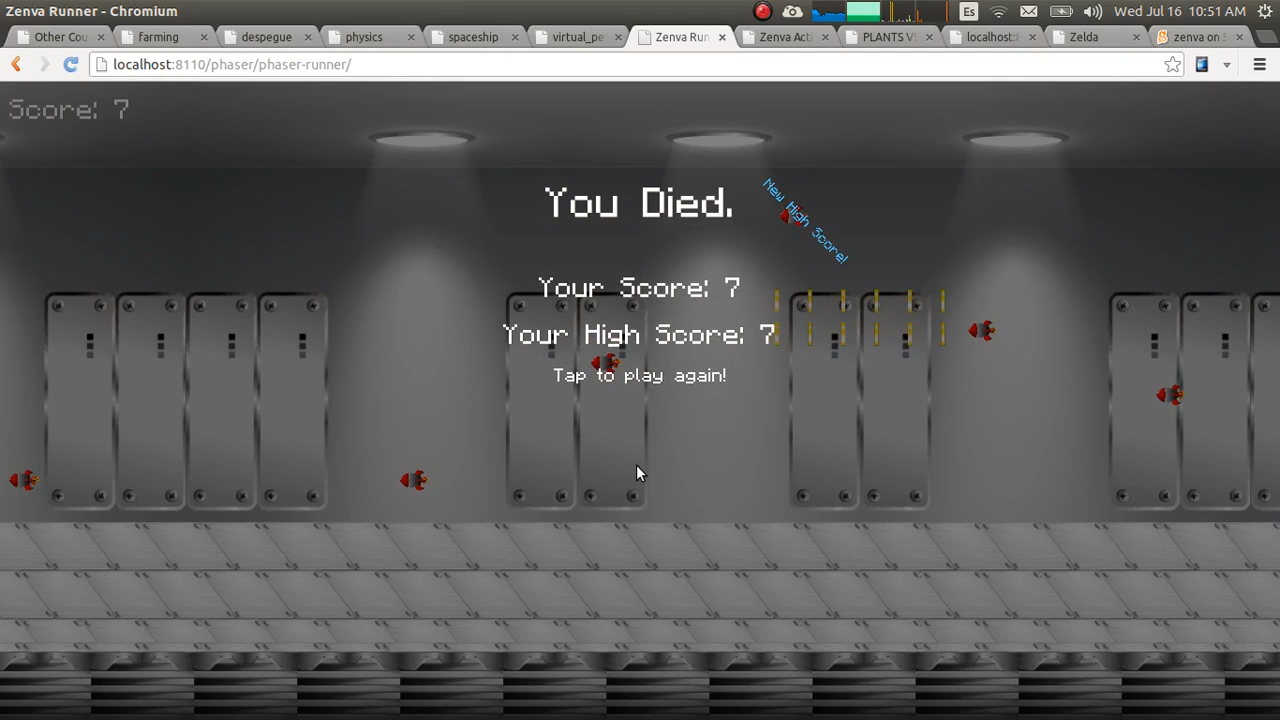 Zenva Runner - Chromium
Es
Wed Jul 16 10:51 AM
Other Cou
farming
despegue
physics
spaceship
virtual_pe
Zenva Run
Zenva Acti
PLANTS VS
localhost:8
Zelda
zenva on S
localhost:8110/phaser/phaser-runner/
Score: 7
New High Score!
You Died.
Your Score: 7
Your High Score: 7
Tap to play again!